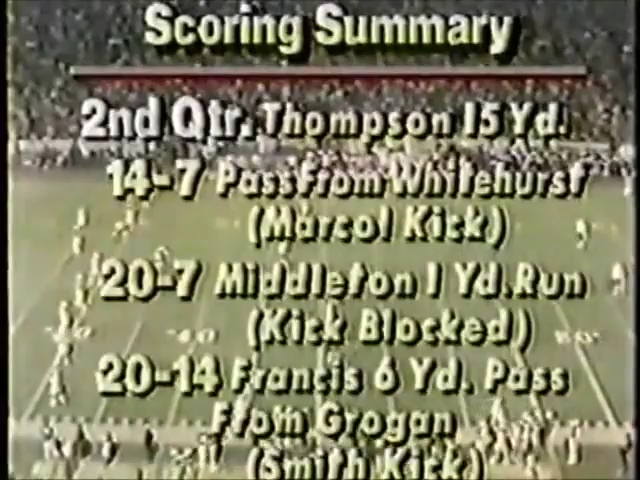 Scoring Summary
2nd Qtr. Thompson 15 Yd.
14-7 Pass From Whitehurst
(Marcol Kick)
20-7 Middleton 1 Yd. Run
(Kick Blocked)
20-14 Francis 6 Yd. Pass
From Grogan
(Smith Kick)